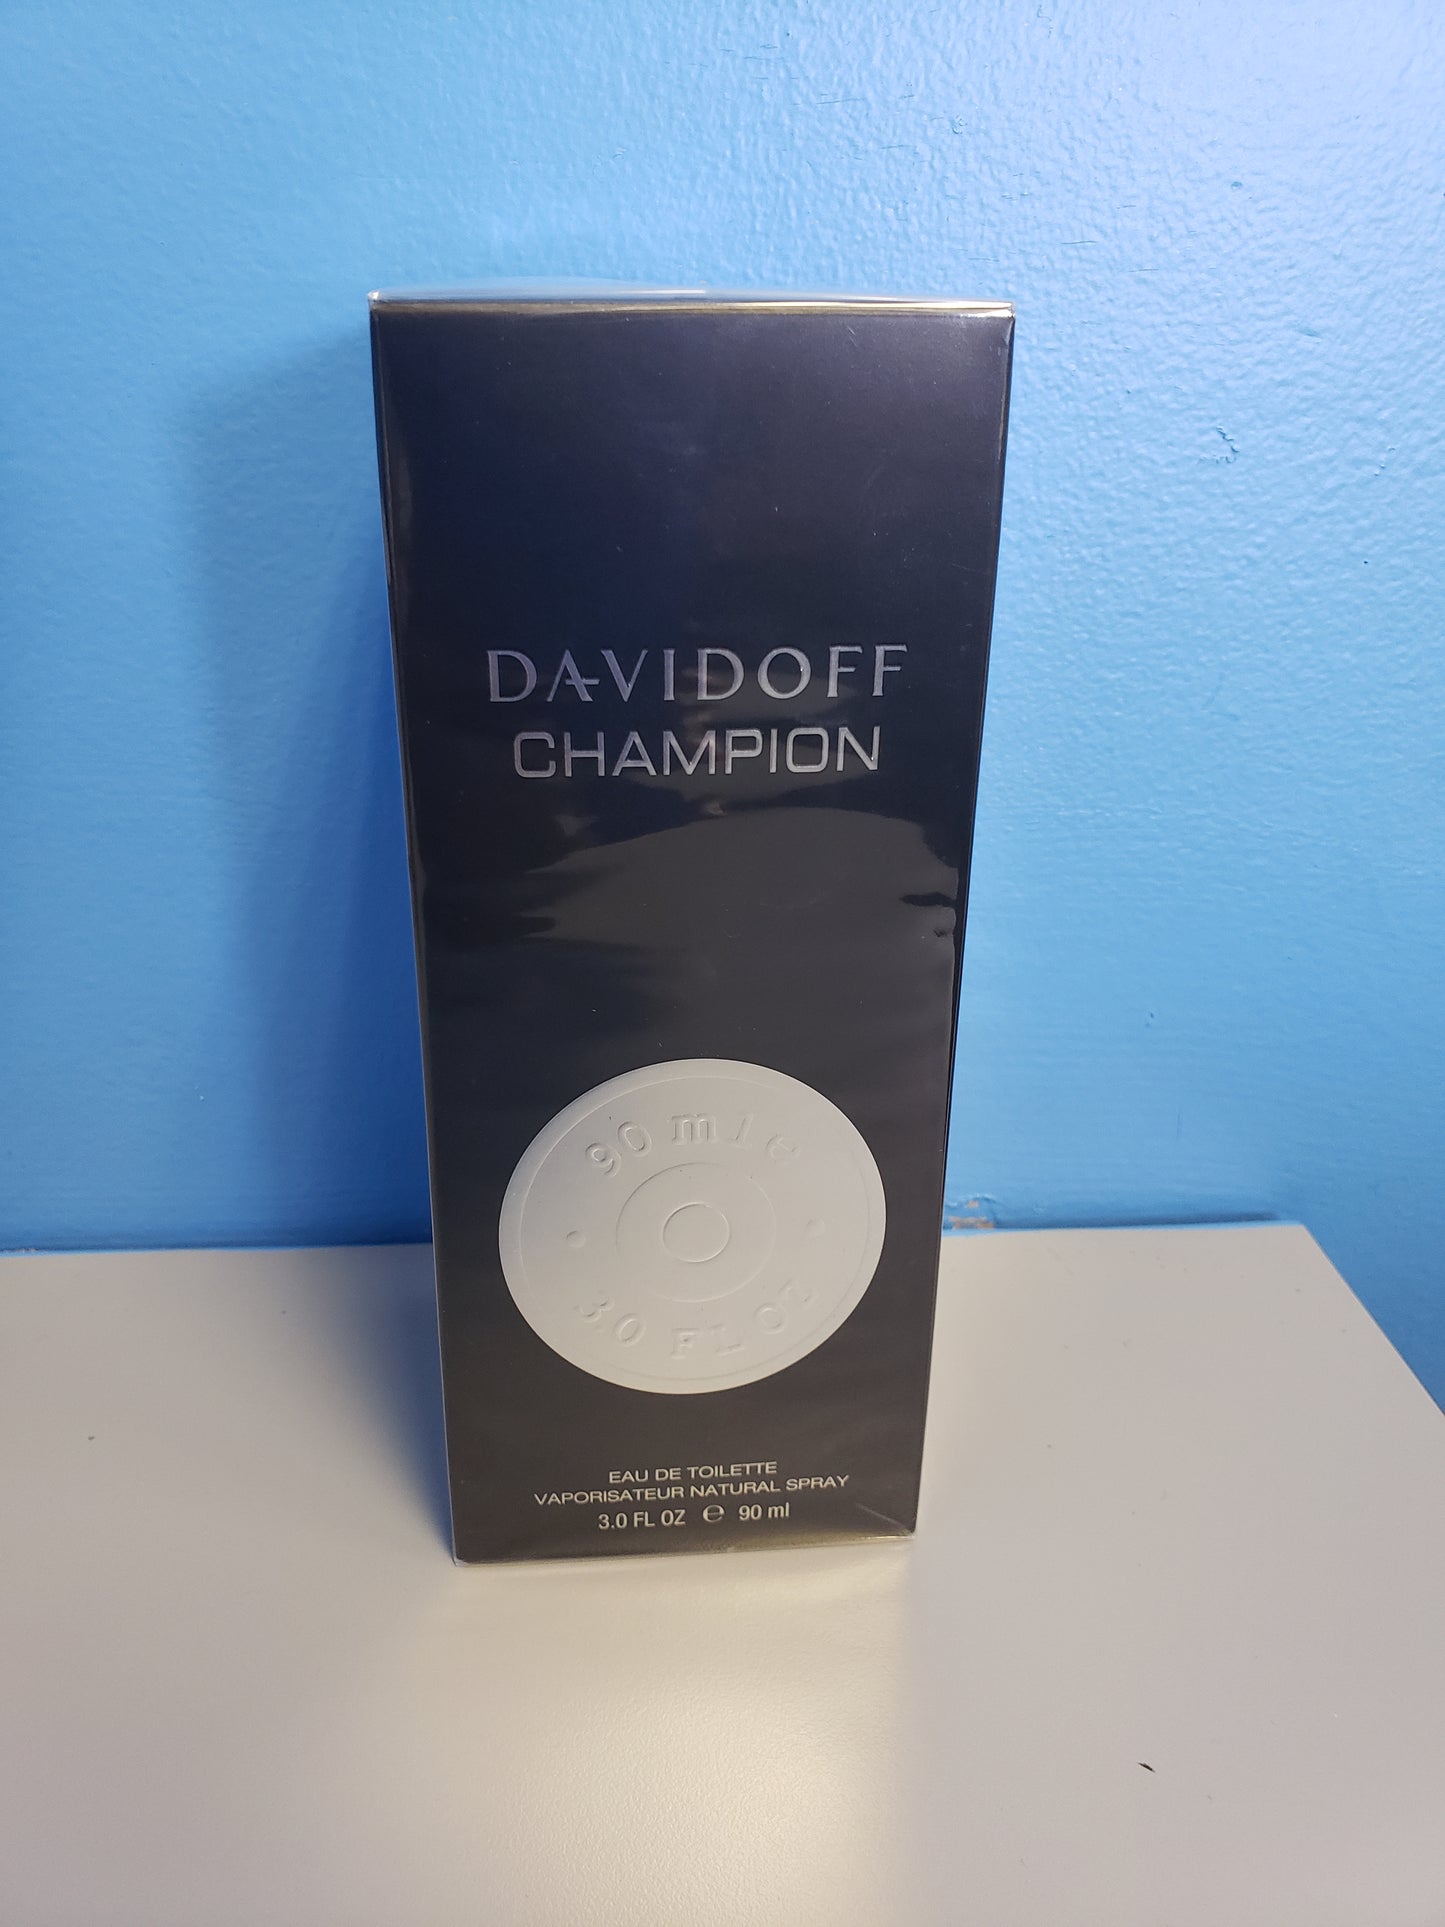 DAVIDOFF
CHAMPION
90 ml e
3.0 FL OZ
EAU DE TOILETTE
VAPORISATEUR NATURAL SPRAY
3.0 FL OZ ℮ 90 ml